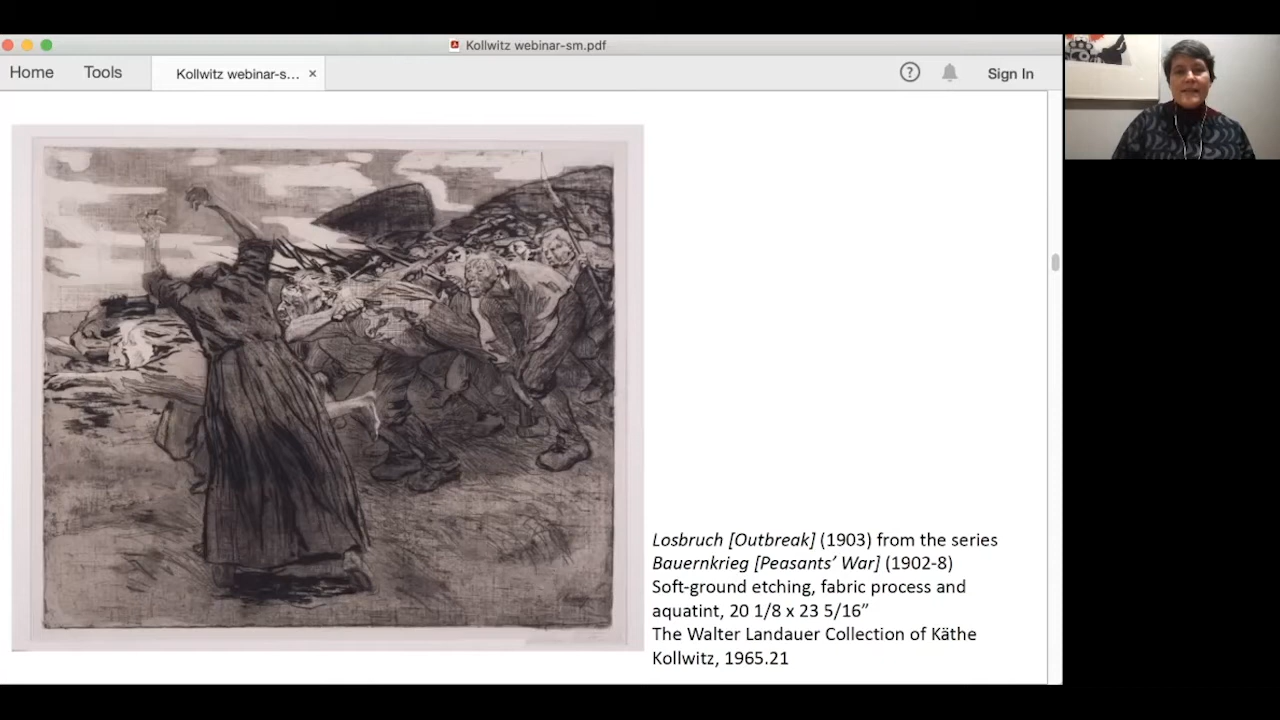 Kollwitz webinar-sm.pdf
Home Tools Kollwitz webinar-s... × ? Sign In
Losbruch [Outbreak] (1903) from the series
Bauernkrieg [Peasants’ War] (1902-8)
Soft-ground etching, fabric process and
aquatint, 20 1/8 x 23 5/16”
The Walter Landauer Collection of Käthe
Kollwitz, 1965.21